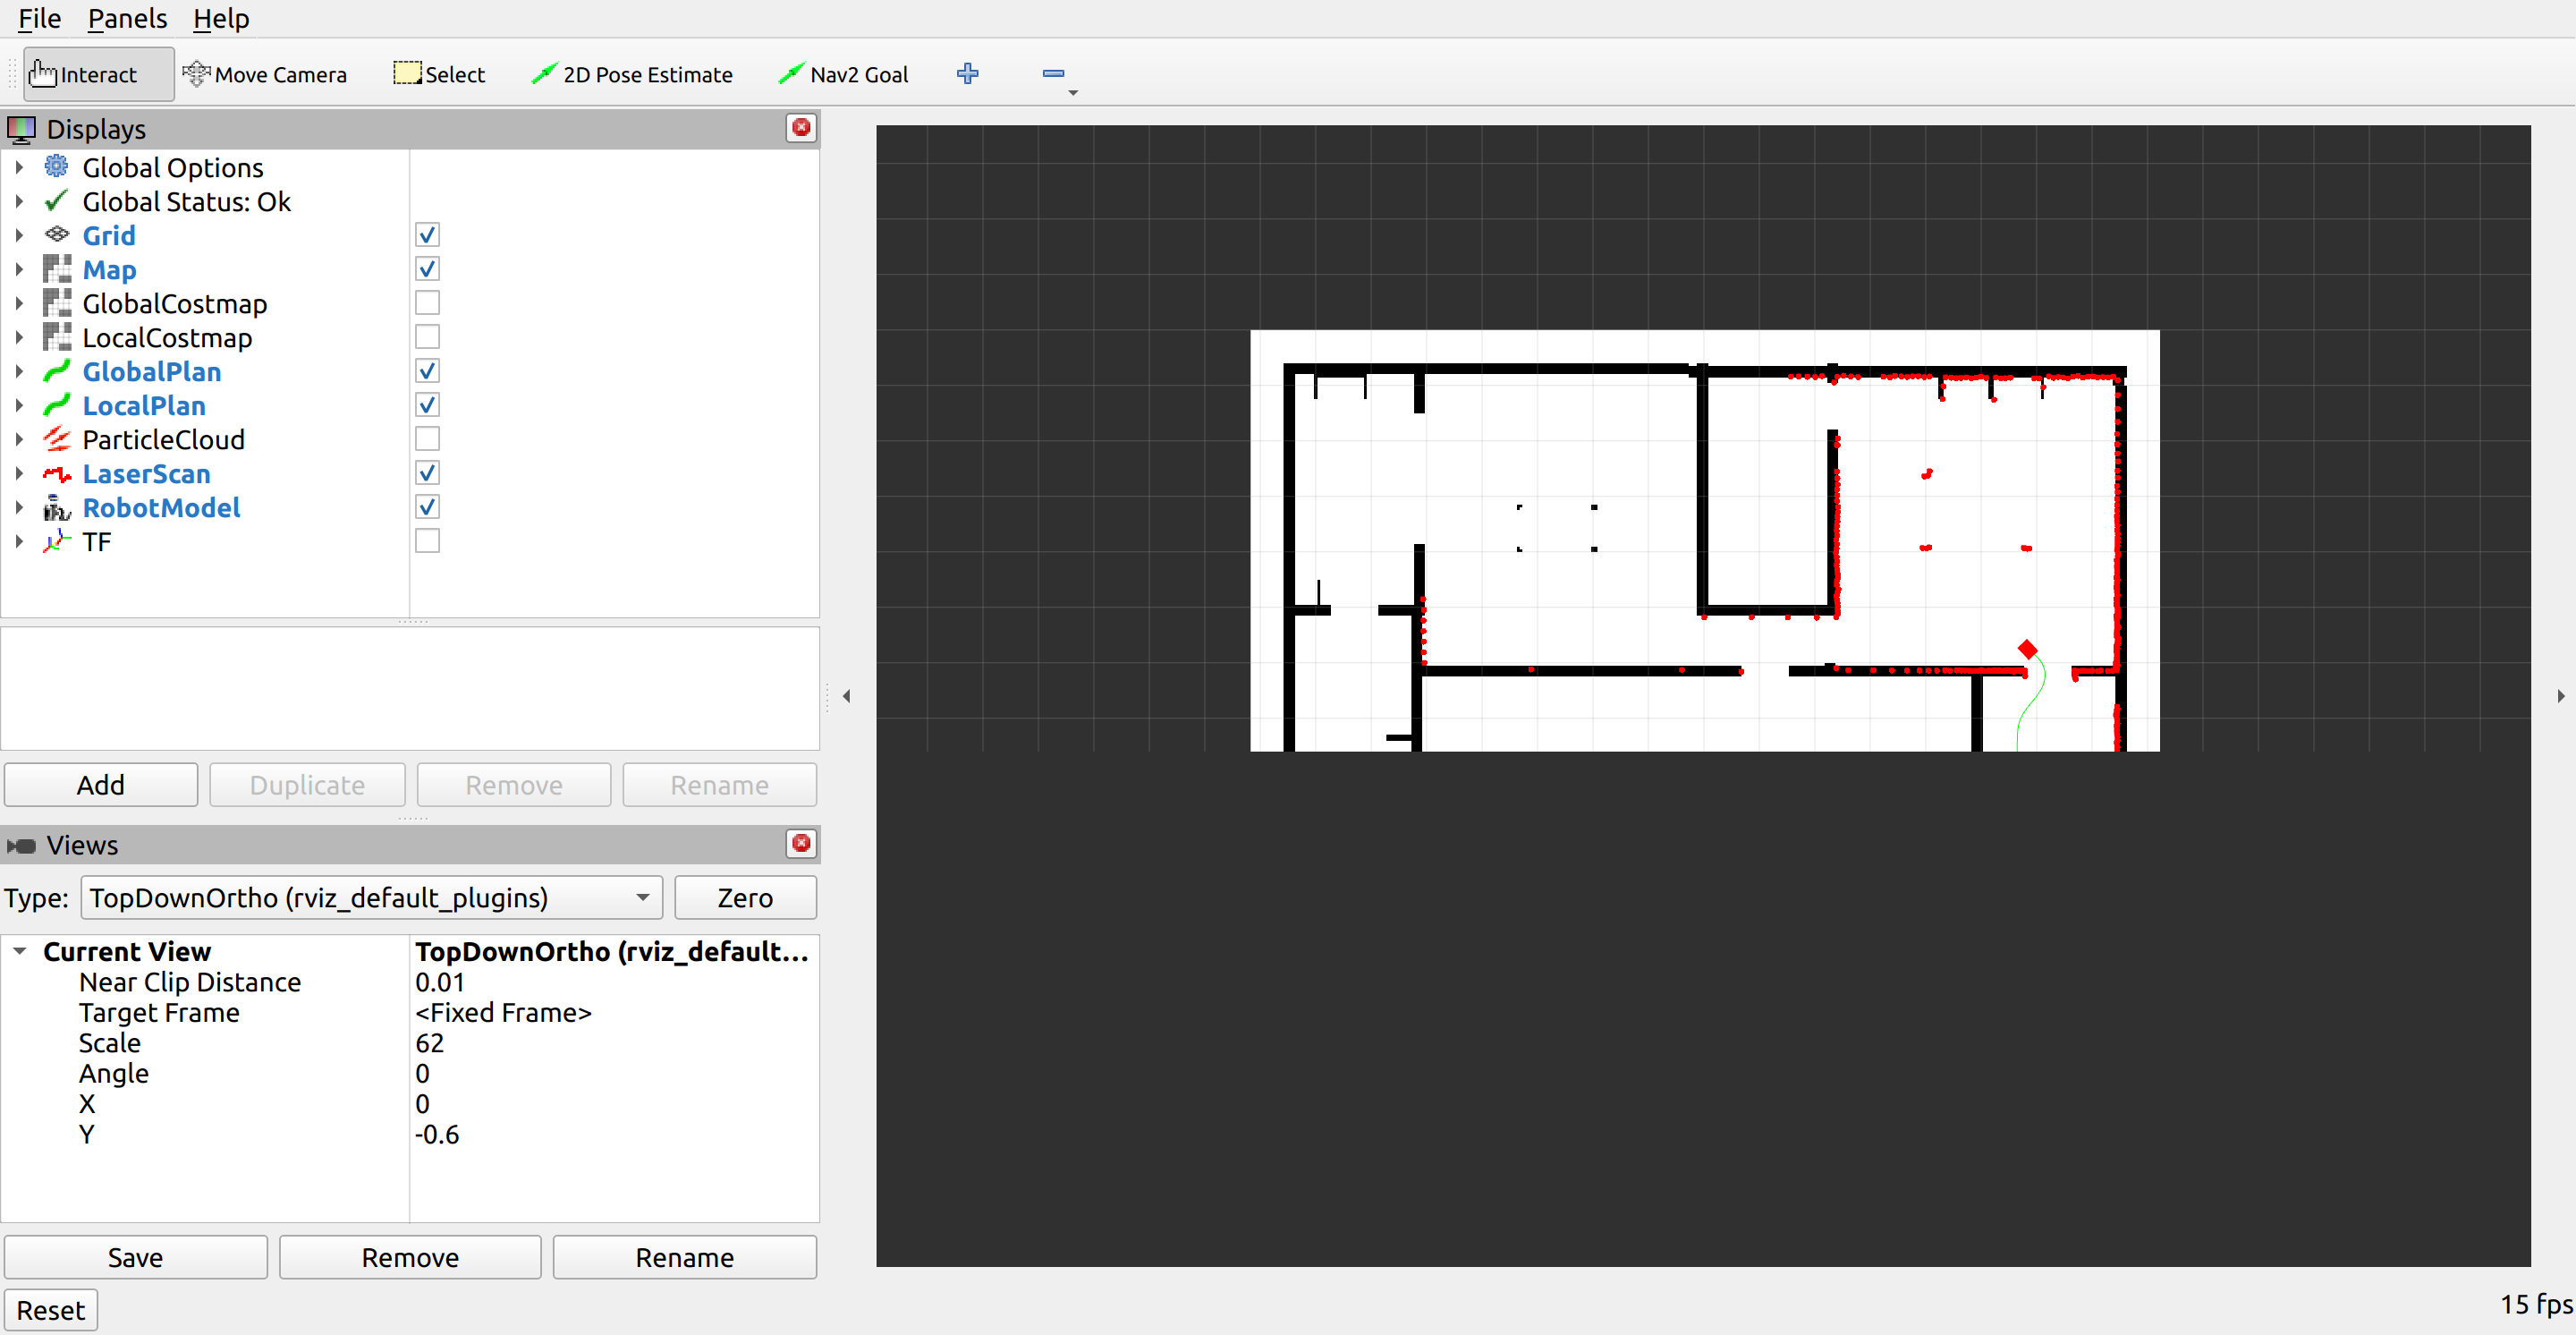 File Panels Help
Interact Move Camera Select 2D Pose Estimate Nav2 Goal
Displays
Global Options
Global Status: Ok
Grid
Map
GlobalCostmap
LocalCostmap
GlobalPlan
LocalPlan
ParticleCloud
LaserScan
RobotModel
TF
Add Duplicate Remove Rename
Views
Type: TopDownOrtho (rviz_default_plugins) Zero
Current View TopDownOrtho (rviz_default...
Near Clip Distance 0.01
Target Frame <Fixed Frame>
Scale 62
Angle 0
X 0
Y -0.6
Save Remove Rename
Reset
15 fps